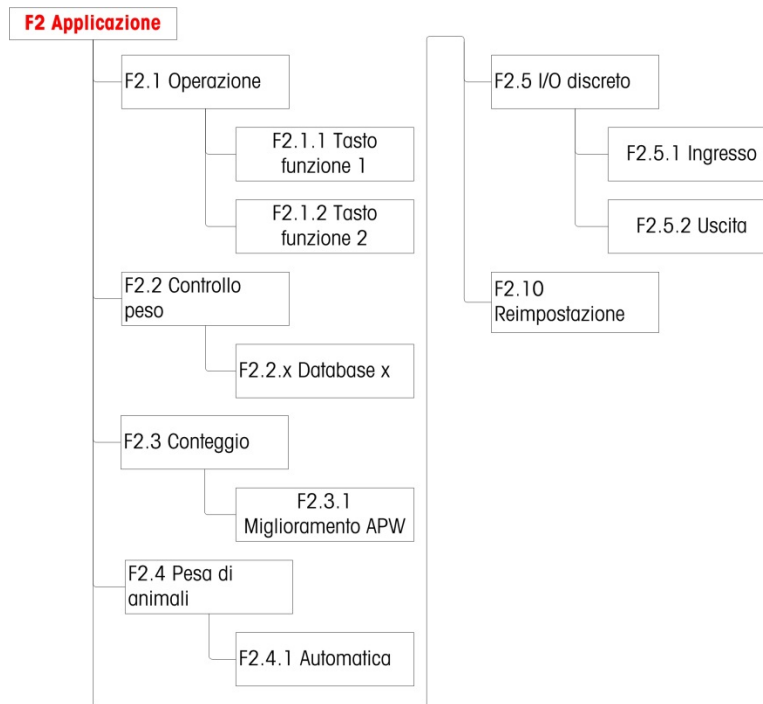 F2 Applicazione
F2.1 Operazione
F2.1.1 Tasto
funzione 1
F2.1.2 Tasto
funzione 2
F2.2 Controllo
peso
F2.2.x Database x
F2.3 Conteggio
F2.3.1
Miglioramento APW
F2.4 Pesa di
animali
F2.4.1 Automatica
F2.5 I/O discreto
F2.5.1 Ingresso
F2.5.2 Uscita
F2.10
Reimpostazione